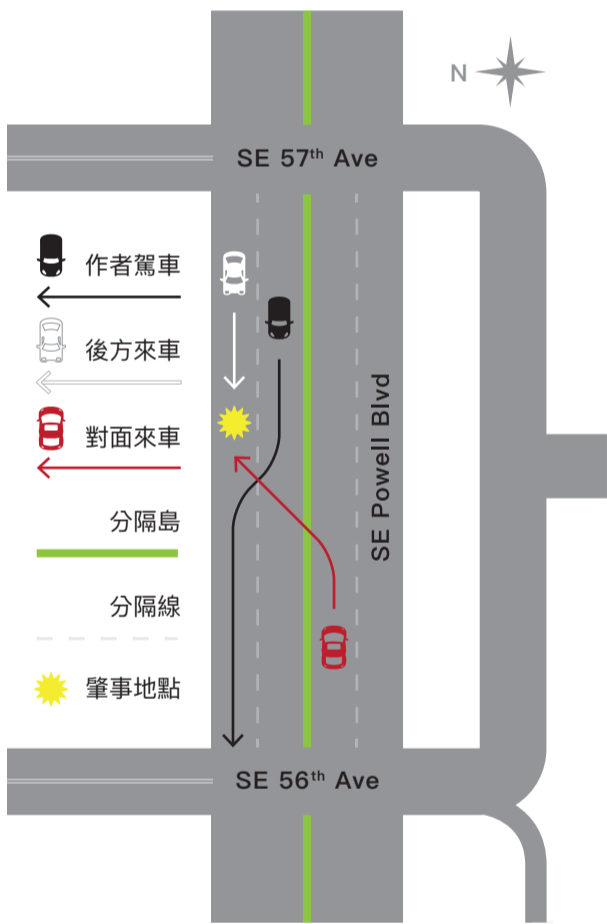 N
SE 57th Ave
作者駕車
後方來車
對面來車
分隔島
分隔線
肇事地點
SE Powell Blvd
SE 56th Ave